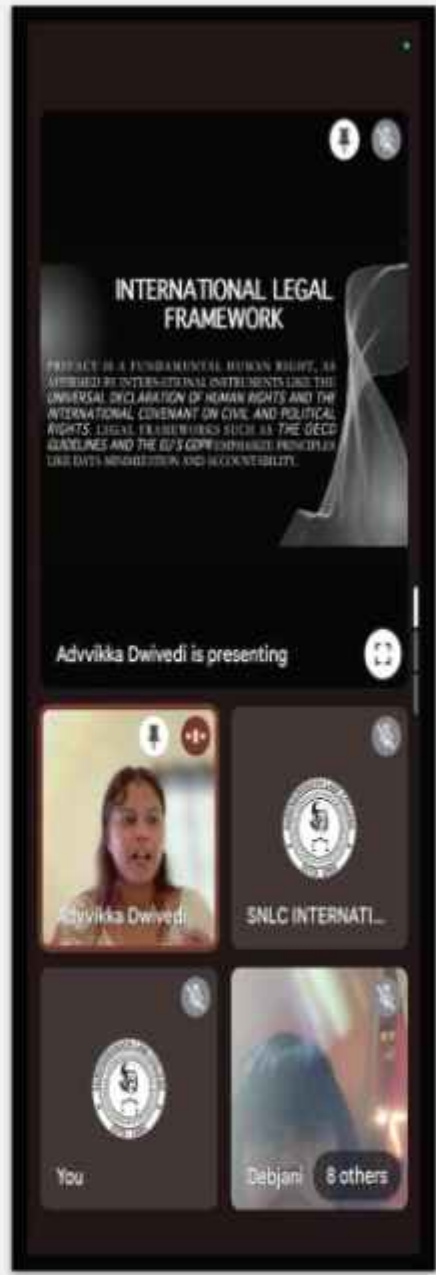 INTERNATIONAL LEGAL
FRAMEWORK
PRIVACY IS A FUNDAMENTAL HUMAN RIGHT, AS
AFFIRMED BY INTERNATIONAL INSTRUMENTS LIKE THE
UNIVERSAL DECLARATION OF HUMAN RIGHTS AND THE
INTERNATIONAL COVENANT ON CIVIL AND POLITICAL
RIGHTS. LEGAL FRAMEWORKS SUCH AS THE OECD
GUIDELINES AND THE EU'S GDPR EMPHASIZE PRINCIPLES
LIKE DATA MINIMIZATION AND ACCOUNTABILITY.
Advvikka Dwivedi is presenting
Advvikka Dwivedi
SNLC INTERNATI...
You
Debjani
8 others